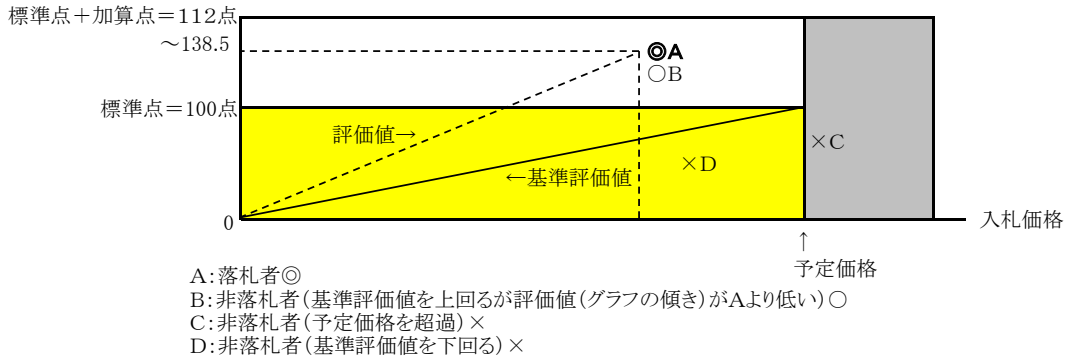 標準点＋加算点＝112点
～138.5
◎A
○B
標準点＝100点
評価値→
×C
×D
←基準評価値
0
入札価格
↑
予定価格
A：落札者◎
B：非落札者（基準評価値を上回るが評価値（グラフの傾き）がAより低い）○
C：非落札者（予定価格を超過）×
D：非落札者（基準評価値を下回る）×